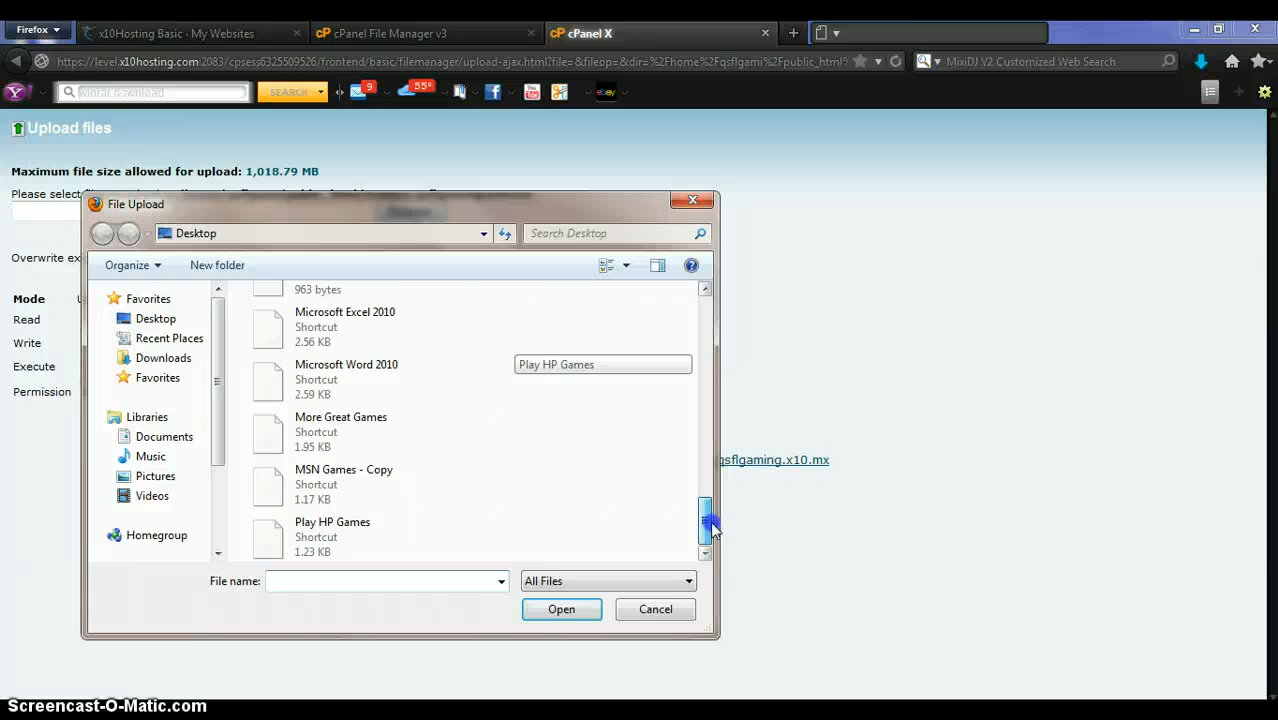 Firefox
x10Hosting Basic - My Websites
cPanel File Manager v3
cPanel X
https://level.x10hosting.com:2083/cpsess6325509526/frontend/basic/filemanager/upload-ajax.html?file=&fileop=&dir=%2Fhome%2Fqsflgami%2Fpublic_html%
MixiDJ V2 Customized Web Search
winrar download
SEARCH
9
55°
ebay
Upload files
Maximum file size allowed for upload: 1,018.79 MB
Please select
File Upload
Desktop
Search Desktop
Overwrite ex
Organize
New folder
Mode
Read
Write
Execute
Permission
Favorites
Desktop
Recent Places
Downloads
Favorites
Libraries
Documents
Music
Pictures
Videos
Homegroup
963 bytes
Microsoft Excel 2010
Shortcut
2.56 KB
Microsoft Word 2010
Shortcut
2.59 KB
Play HP Games
More Great Games
Shortcut
1.95 KB
MSN Games - Copy
Shortcut
1.17 KB
Play HP Games
Shortcut
1.23 KB
qsflgaming.x10.mx
File name:
All Files
Open
Cancel
Screencast-O-Matic.com